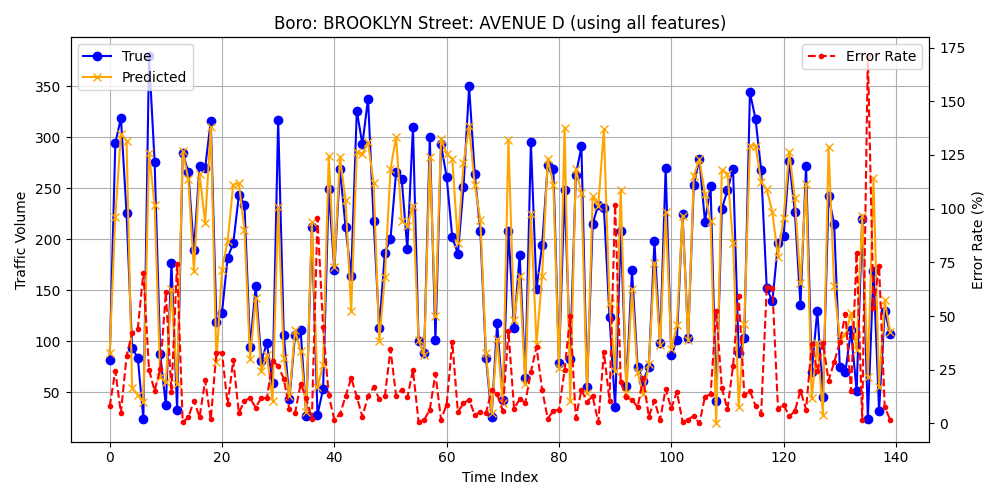 Boro: BROOKLYN Street: AVENUE D (using all features)
True
Predicted
Error Rate
Traffic Volume
350
300
250
200
150
100
50
175
150
125
100
75
50
25
0
Error Rate (%)
0 20 40 60 80 100 120 140
Time Index